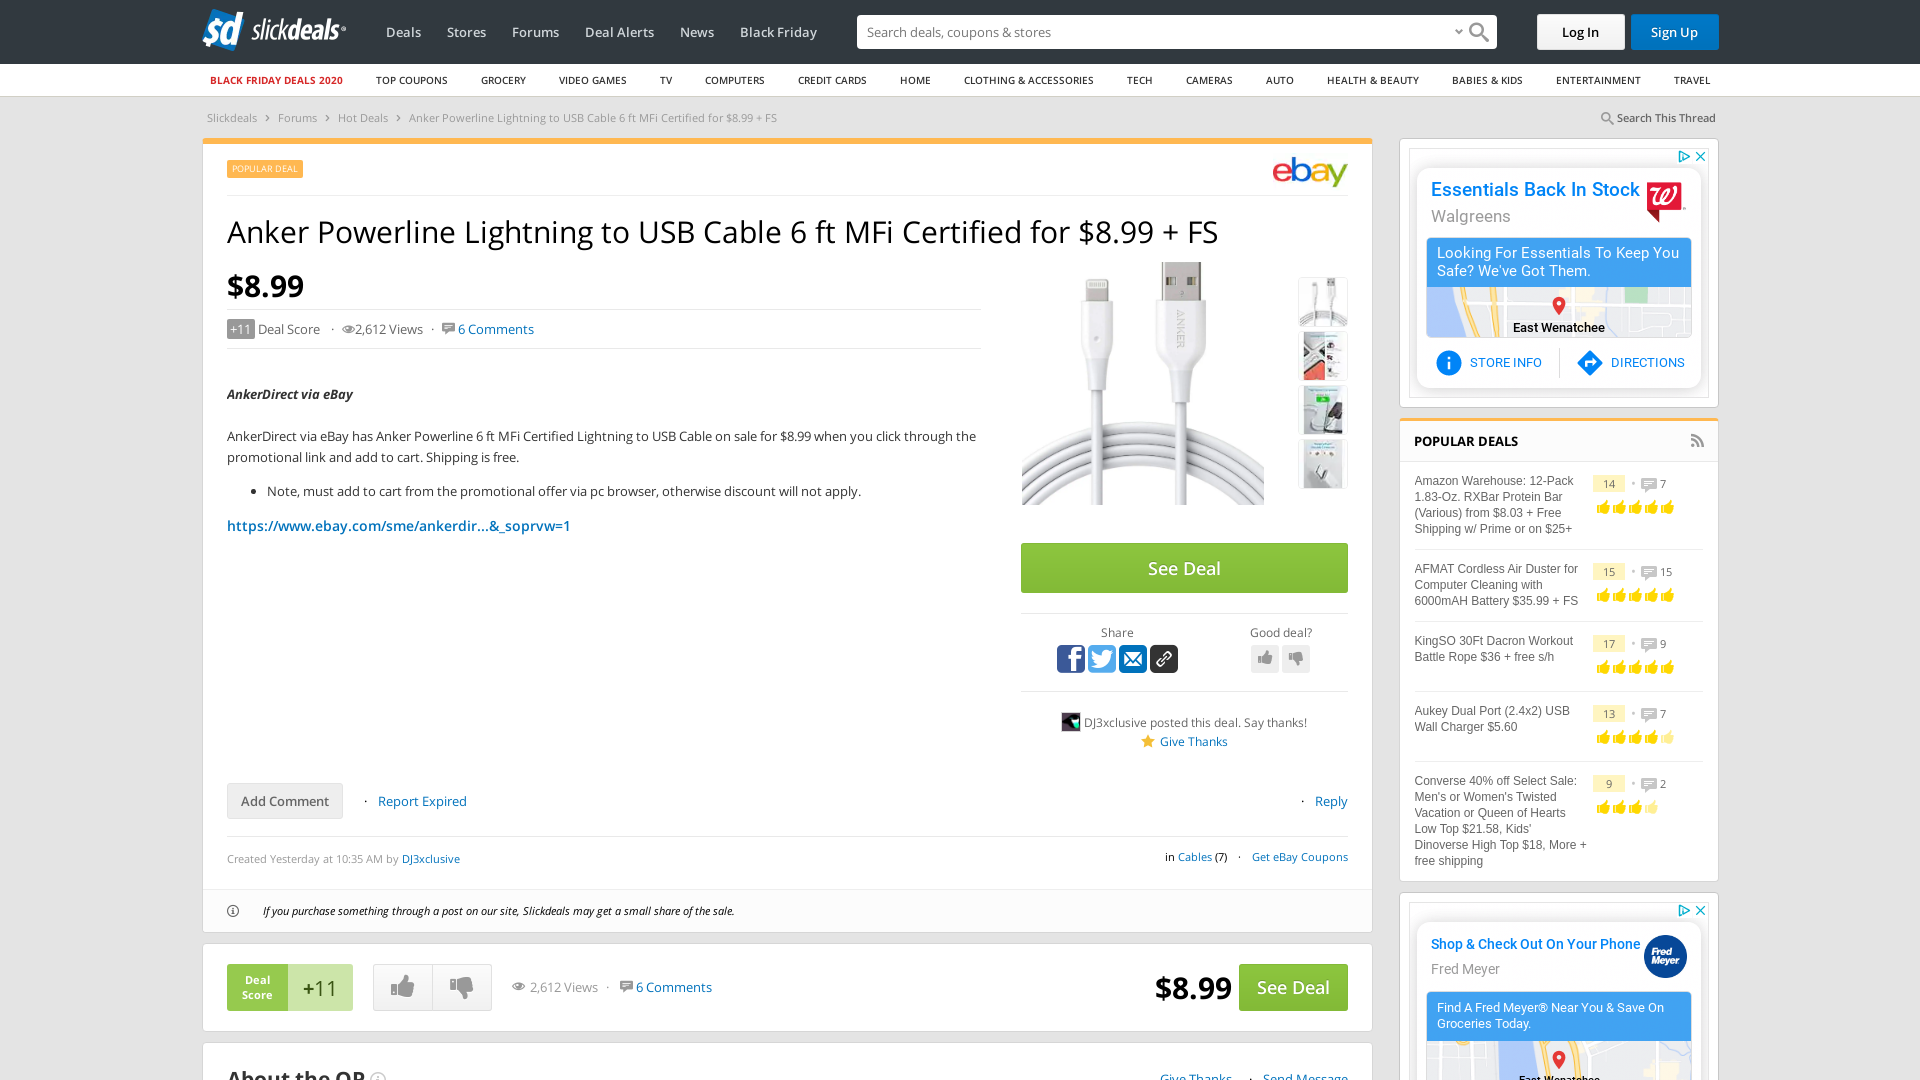 slickdeals
Deals
Stores
Forums
Deal Alerts
News
Black Friday
Search deals, coupons & stores
Log In
Sign Up
BLACK FRIDAY DEALS 2020
TOP COUPONS
GROCERY
VIDEO GAMES
TV
COMPUTERS
CREDIT CARDS
HOME
CLOTHING & ACCESSORIES
TECH
CAMERAS
AUTO
HEALTH & BEAUTY
BABIES & KIDS
ENTERTAINMENT
TRAVEL
Slickdeals › Forums › Hot Deals › Anker Powerline Lightning to USB Cable 6 ft MFi Certified for $8.99 + FS
Search This Thread
POPULAR DEAL
ebay
Anker Powerline Lightning to USB Cable 6 ft MFi Certified for $8.99 + FS
$8.99
+11 Deal Score · 2,612 Views · 6 Comments
AnkerDirect via eBay
AnkerDirect via eBay has Anker Powerline 6 ft MFi Certified Lightning to USB Cable on sale for $8.99 when you click through the
promotional link and add to cart. Shipping is free.
• Note, must add to cart from the promotional offer via pc browser, otherwise discount will not apply.
https://www.ebay.com/sme/ankerdir...&_soprvw=1
ANKER
See Deal
Share
Good deal?
DJ3xclusive posted this deal. Say thanks!
Give Thanks
Add Comment
· Report Expired
· Reply
Created Yesterday at 10:35 AM by DJ3xclusive
in Cables (7) · Get eBay Coupons
If you purchase something through a post on our site, Slickdeals may get a small share of the sale.
Deal
Score
+11
2,612 Views · 6 Comments
$8.99
See Deal
About the OP
Give Thanks · Send Message
Essentials Back In Stock
Walgreens
Looking For Essentials To Keep You
Safe? We've Got Them.
East Wenatchee
STORE INFO
DIRECTIONS
POPULAR DEALS
Amazon Warehouse: 12-Pack
1.83-Oz. RXBar Protein Bar
(Various) from $8.03 + Free
Shipping w/ Prime or on $25+
14 • 7
AFMAT Cordless Air Duster for
Computer Cleaning with
6000mAH Battery $35.99 + FS
15 • 15
KingSO 30Ft Dacron Workout
Battle Rope $36 + free s/h
17 • 9
Aukey Dual Port (2.4x2) USB
Wall Charger $5.60
13 • 7
Converse 40% off Select Sale:
Men's or Women's Twisted
Vacation or Queen of Hearts
Low Top $21.58, Kids'
Dinoverse High Top $18, More +
free shipping
9 • 2
Shop & Check Out On Your Phone
Fred Meyer
Fred
Meyer
Find A Fred Meyer® Near You & Save On
Groceries Today.
East Wenatchee